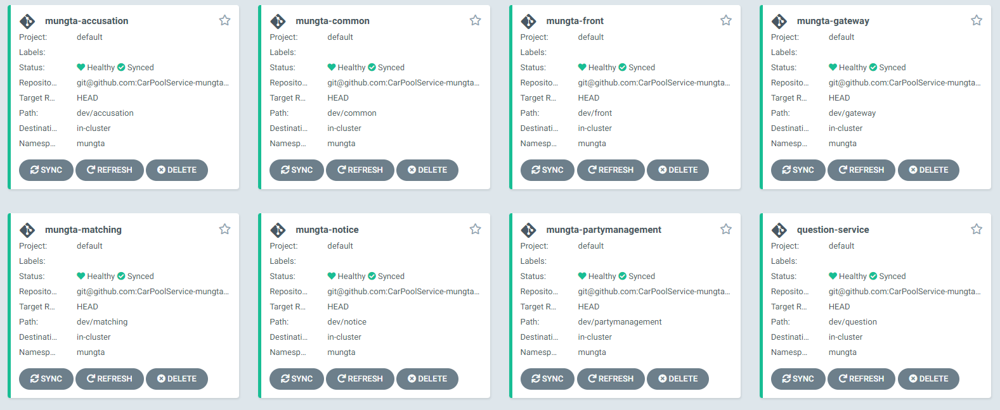 mungta-accusation
Project: default
Labels:
Status: Healthy Synced
Reposito... git@github.com:CarPoolService-mungta...
Target R... HEAD
Path: dev/accusation
Destinati... in-cluster
Namesp... mungta
SYNC REFRESH DELETE
mungta-common
Project: default
Labels:
Status: Healthy Synced
Reposito... git@github.com:CarPoolService-mungta...
Target R... HEAD
Path: dev/common
Destinati... in-cluster
Namesp... mungta
SYNC REFRESH DELETE
mungta-front
Project: default
Labels:
Status: Healthy Synced
Reposito... git@github.com:CarPoolService-mungta...
Target R... HEAD
Path: dev/front
Destinati... in-cluster
Namesp... mungta
SYNC REFRESH DELETE
mungta-gateway
Project: default
Labels:
Status: Healthy Synced
Reposito... git@github.com:CarPoolService-mungta...
Target R... HEAD
Path: dev/gateway
Destinati... in-cluster
Namesp... mungta
SYNC REFRESH DELETE
mungta-matching
Project: default
Labels:
Status: Healthy Synced
Reposito... git@github.com:CarPoolService-mungta...
Target R... HEAD
Path: dev/matching
Destinati... in-cluster
Namesp... mungta
SYNC REFRESH DELETE
mungta-notice
Project: default
Labels:
Status: Healthy Synced
Reposito... git@github.com:CarPoolService-mungta...
Target R... HEAD
Path: dev/notice
Destinati... in-cluster
Namesp... mungta
SYNC REFRESH DELETE
mungta-partymanagement
Project: default
Labels:
Status: Healthy Synced
Reposito... git@github.com:CarPoolService-mungta...
Target R... HEAD
Path: dev/partymanagement
Destinati... in-cluster
Namesp... mungta
SYNC REFRESH DELETE
question-service
Project: default
Labels:
Status: Healthy Synced
Reposito... git@github.com:CarPoolService-mungta...
Target R... HEAD
Path: dev/question
Destinati... in-cluster
Namesp... mungta
SYNC REFRESH DELETE